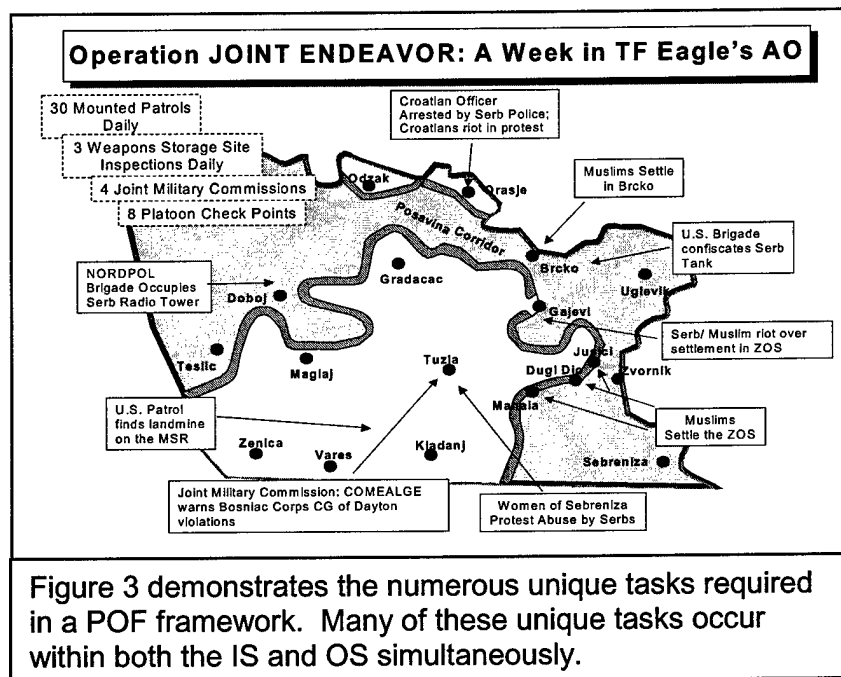 Operation JOINT ENDEAVOR: A Week in TF Eagle's AO
30 Mounted Patrols
Daily
3 Weapons Storage Site
Inspections Daily
4 Joint Military Commissions
8 Platoon Check Points
Croatian Officer
Arrested by Serb Police;
Croatians riot in protest
Odzak
Orasje
Muslims Settle
in Brcko
Posavina Corridor
U.S. Brigade
confiscates Serb
Tank
NORDPOL
Brigade Occupies
Serb Radio Tower
Doboj
Gradacac
Brcko
Uglevik
Gajevi
Serb/ Muslim riot over
settlement in ZOS
Teslic
Maglaj
Tuzla
Jusici
Dugi Dio
Zvornik
Mahala
U.S. Patrol
finds landmine
on the MSR
Muslims
Settle the ZOS
Zenica
Vares
Kladanj
Sebreniza
Joint Military Commission: COMEALGE
warns Bosniac Corps CG of Dayton
violations
Women of Sebreniza
Protest Abuse by Serbs
Figure 3 demonstrates the numerous unique tasks required
in a POF framework. Many of these unique tasks occur
within both the IS and OS simultaneously.